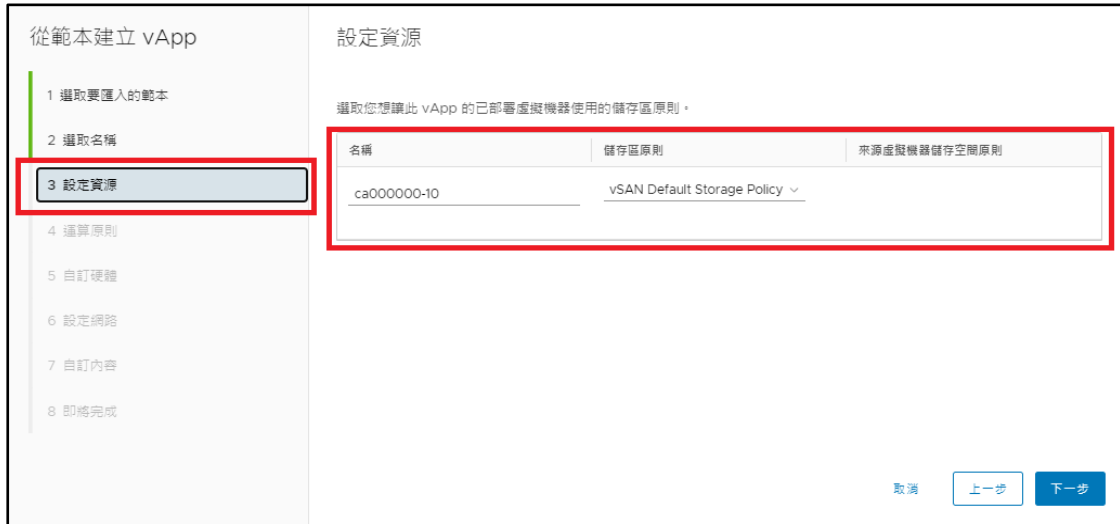 從範本建立 vApp
1 選取要匯入的範本
2 選取名稱
3 設定資源
4 運算原則
5 自訂硬體
6 設定網路
7 自訂內容
8 即將完成
設定資源
選取您想讓此 vApp 的已部署虛擬機器使用的儲存區原則。
名稱 儲存區原則 來源虛擬機器儲存空間原則
ca000000-10 vSAN Default Storage Policy
取消 上一步 下一步